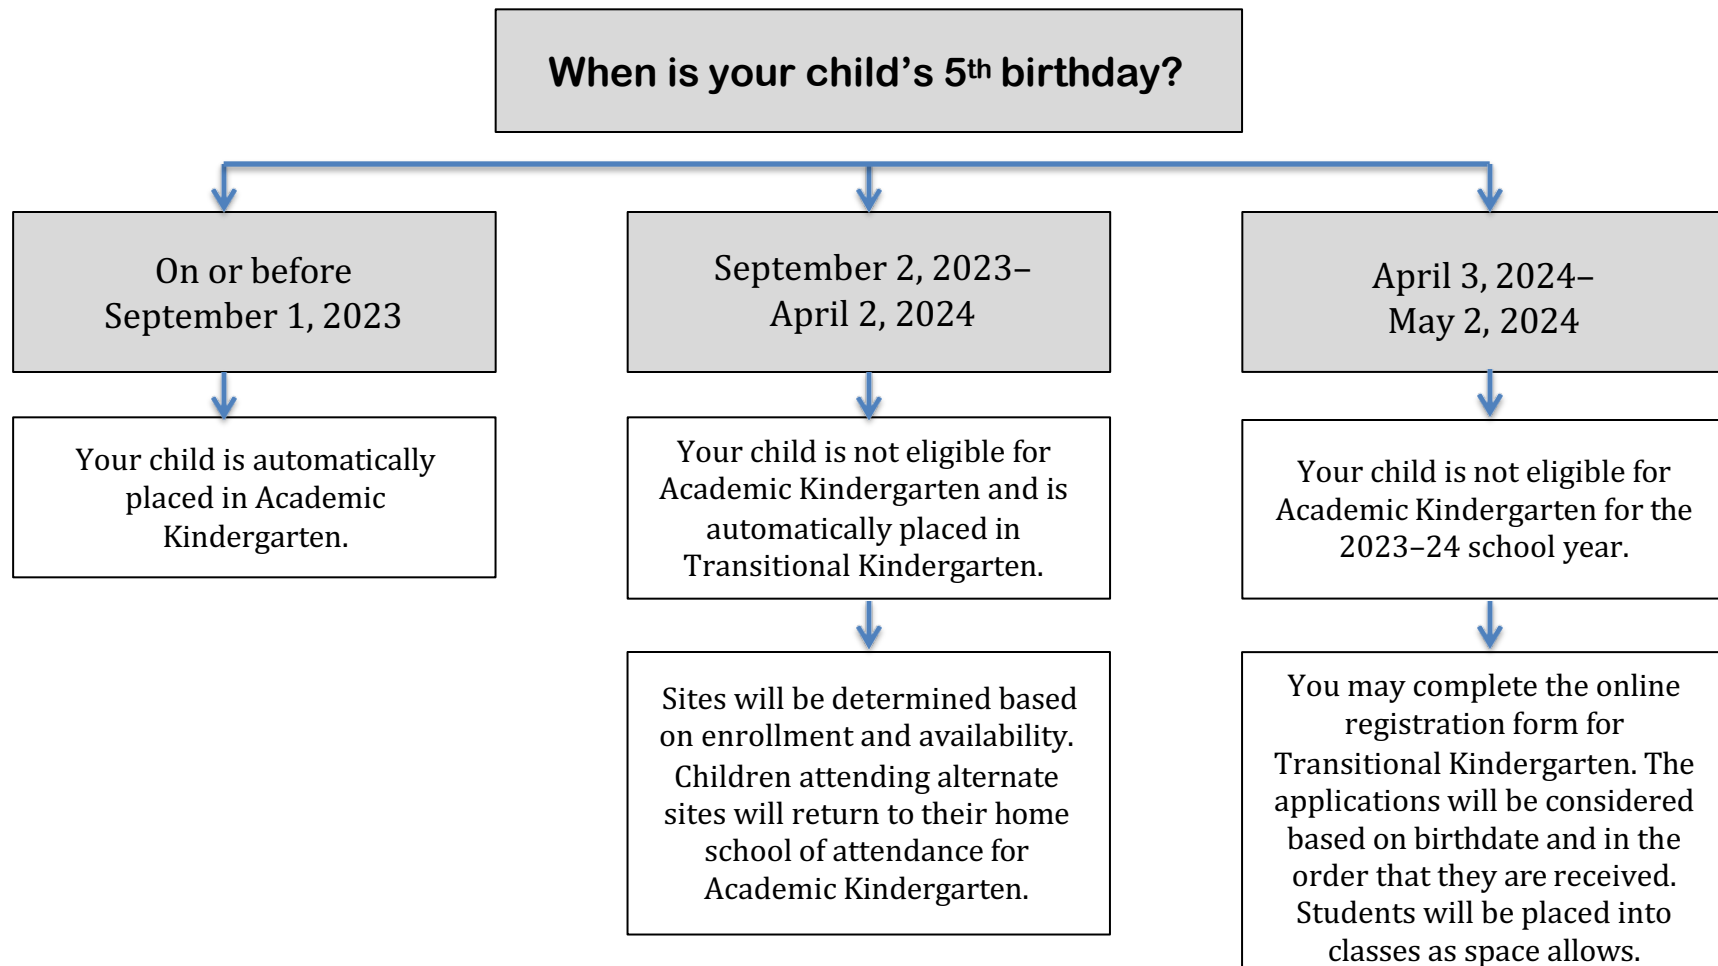 When is your child's 5th birthday?
On or before
September 1, 2023
Your child is automatically
placed in Academic
Kindergarten.
September 2, 2023–
April 2, 2024
Your child is not eligible for
Academic Kindergarten and is
automatically placed in
Transitional Kindergarten.
Sites will be determined based
on enrollment and availability.
Children attending alternate
sites will return to their home
school of attendance for
Academic Kindergarten.
April 3, 2024–
May 2, 2024
Your child is not eligible for
Academic Kindergarten for the
2023–24 school year.
You may complete the online
registration form for
Transitional Kindergarten. The
applications will be considered
based on birthdate and in the
order that they are received.
Students will be placed into
classes as space allows.